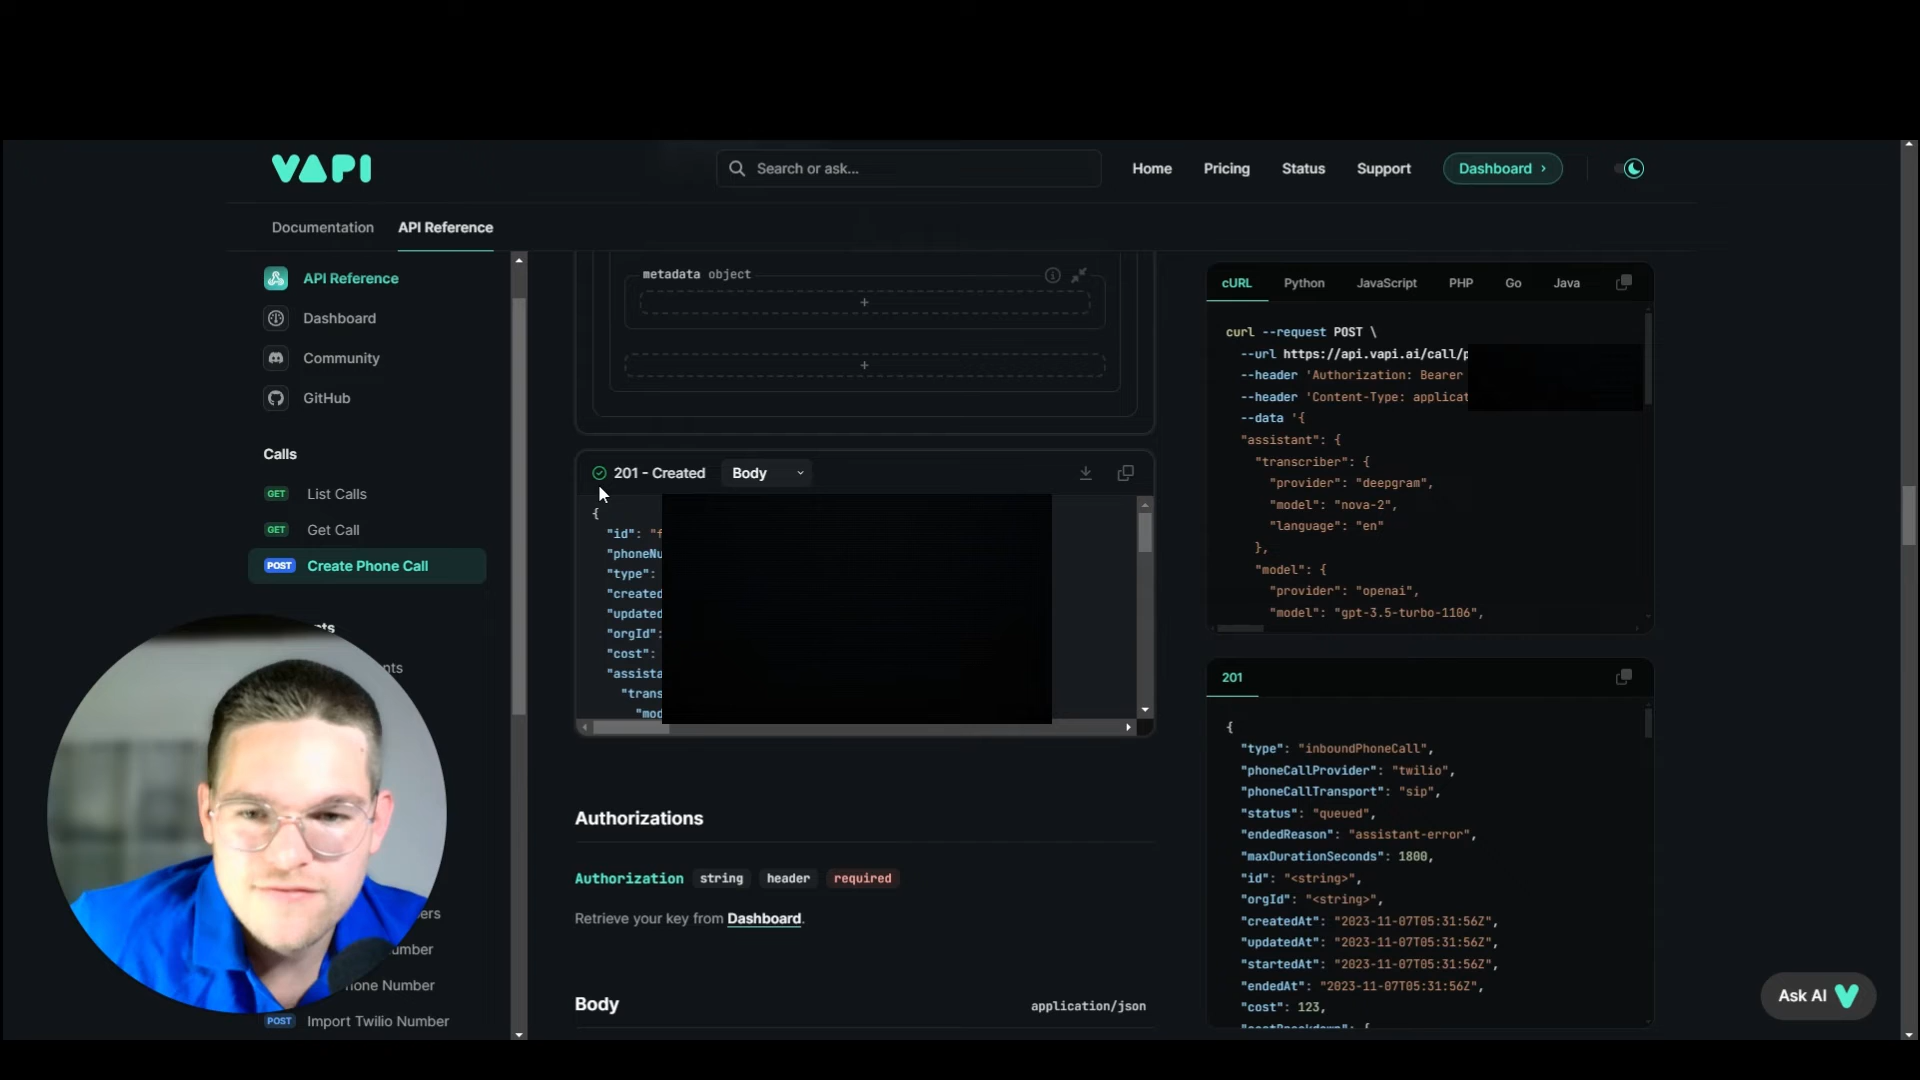 VAPI
Search or ask...
Home
Pricing
Status
Support
Dashboard
Documentation
API Reference
API Reference
Dashboard
Community
GitHub
Calls
GET List Calls
GET Get Call
POST Create Phone Call
POST Import Twilio Number
metadata object
201 - Created
Body
{
"id":
"type":
"orgId":
"cost":
Authorizations
Authorization string header required
Retrieve your key from Dashboard.
Body
application/json
cURL
Python
JavaScript
PHP
Go
Java
curl --request POST \
--url https://api.vapi.ai/call/p
--header 'Authorization: Bearer
--header 'Content-Type: applicat
--data '{
"assistant": {
"transcriber": {
"provider": "deepgram",
"model": "nova-2",
"language": "en"
},
"model": {
"provider": "openai",
"model": "gpt-3.5-turbo-1106",
201
{
"type": "inboundPhoneCall",
"phoneCallProvider": "twilio",
"phoneCallTransport": "sip",
"status": "queued",
"endedReason": "assistant-error",
"maxDurationSeconds": 1800,
"id": "<string>",
"orgId": "<string>",
"createdAt": "2023-11-07T05:31:56Z",
"updatedAt": "2023-11-07T05:31:56Z",
"startedAt": "2023-11-07T05:31:56Z",
"endedAt": "2023-11-07T05:31:56Z",
"cost": 123,
Ask AI